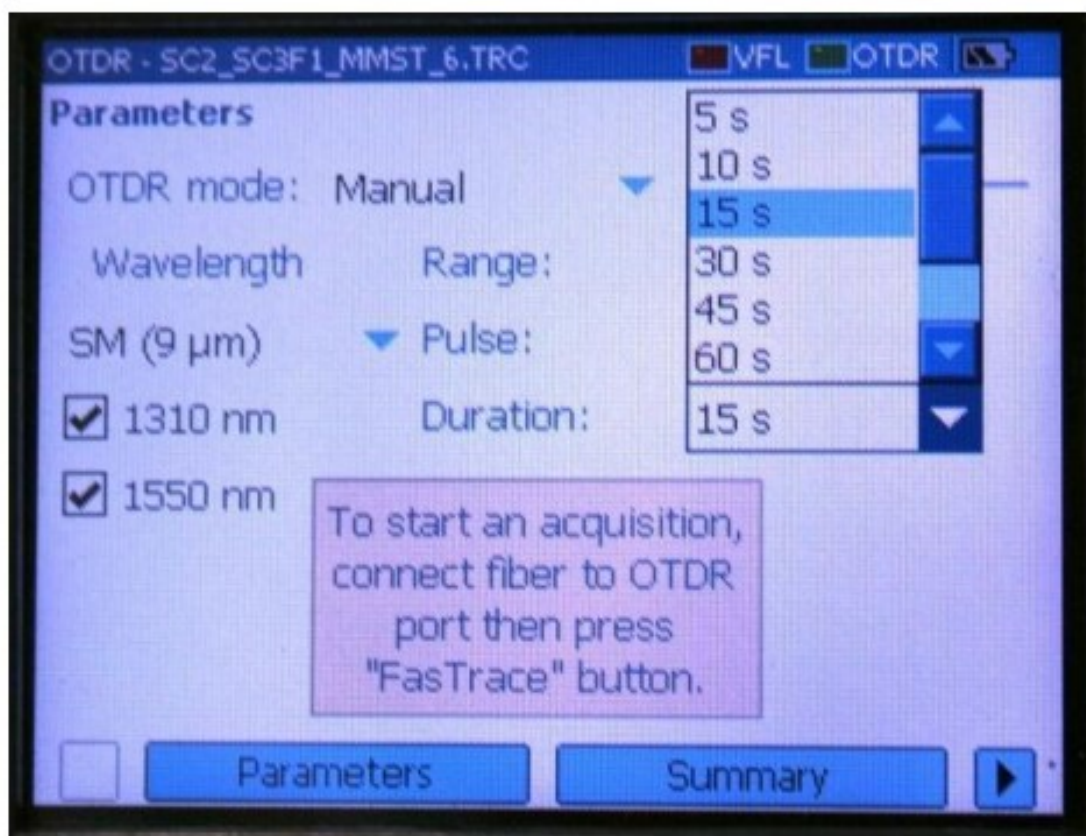 OTDR - SC2_SC3F1_MMST_6.TRC VFL OTDR
Parameters
OTDR mode: Manual
Wavelength Range:
SM (9 µm) Pulse:
1310 nm Duration: 15 s
1550 nm
5 s
10 s
15 s
30 s
45 s
60 s
To start an acquisition,
connect fiber to OTDR
port then press
"FasTrace" button.
Parameters Summary